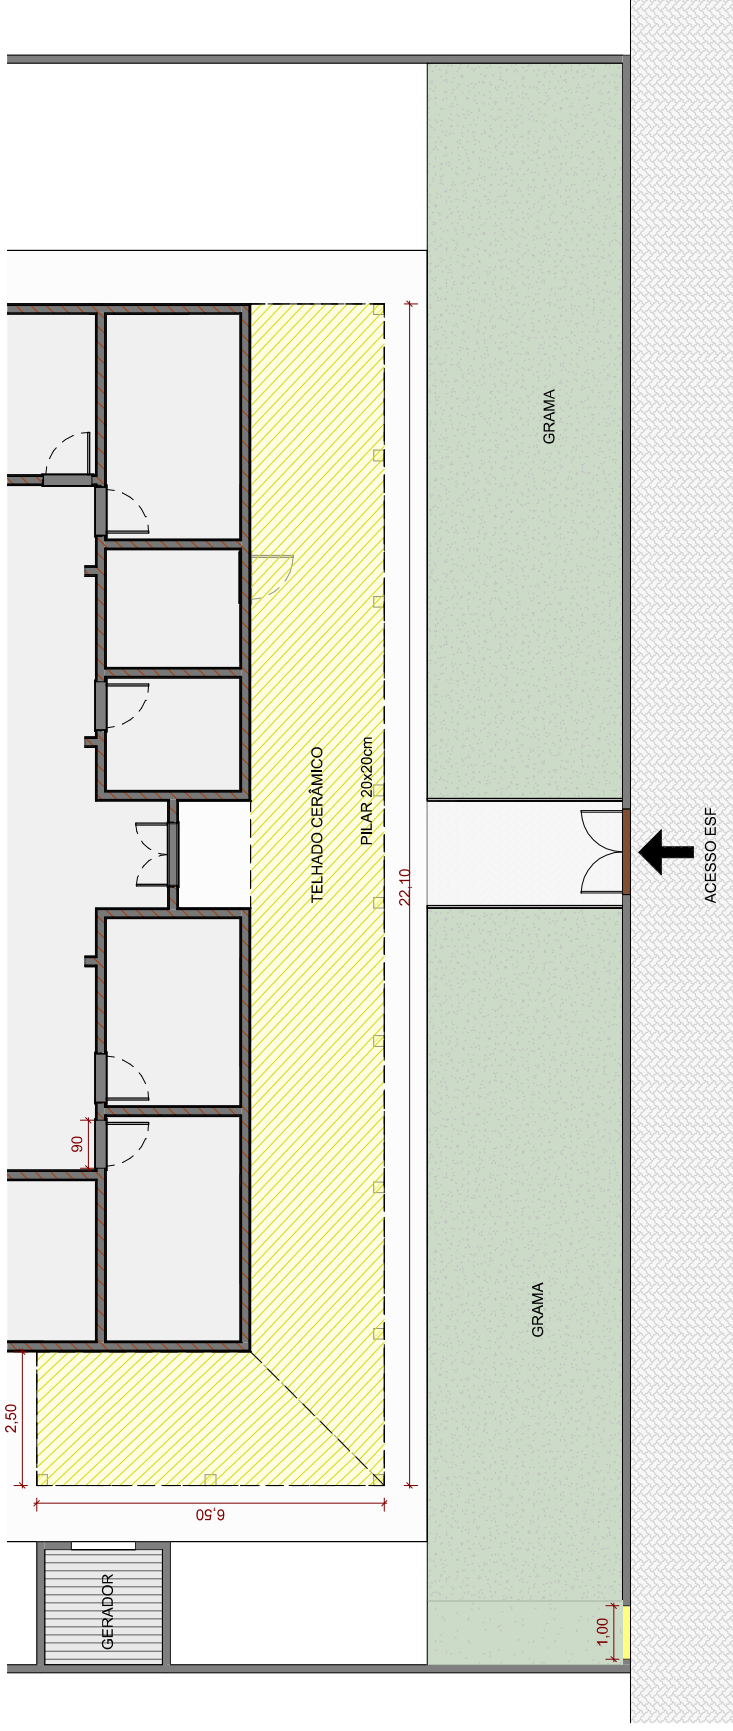 GRAMA
TELHADO CERÂMICO
PILAR 20x20cm
22,10
ACESSO ESF
90
GRAMA
2,50
6,50
GERADOR
1,00